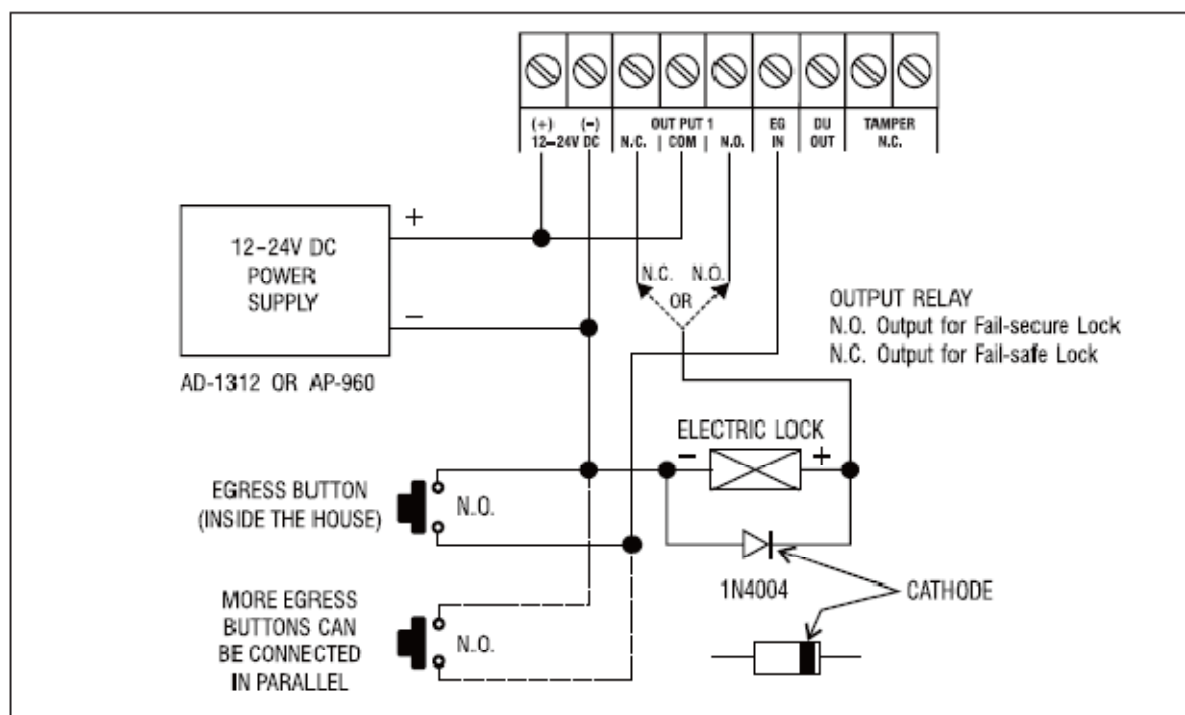 (+) (−) OUT PUT 1 EG DU TAMPER
12–24V DC N.C. | COM | N.O. IN OUT N.C.
+
12–24V DC
POWER
SUPPLY
−
AD-1312 OR AP-960
N.C. N.O.
OR
OUTPUT RELAY
N.O. Output for Fail-secure Lock
N.C. Output for Fail-safe Lock
ELECTRIC LOCK
− +
EGRESS BUTTON
(INSIDE THE HOUSE)
N.O.
1N4004
CATHODE
MORE EGRESS
BUTTONS CAN
BE CONNECTED
IN PARALLEL
N.O.